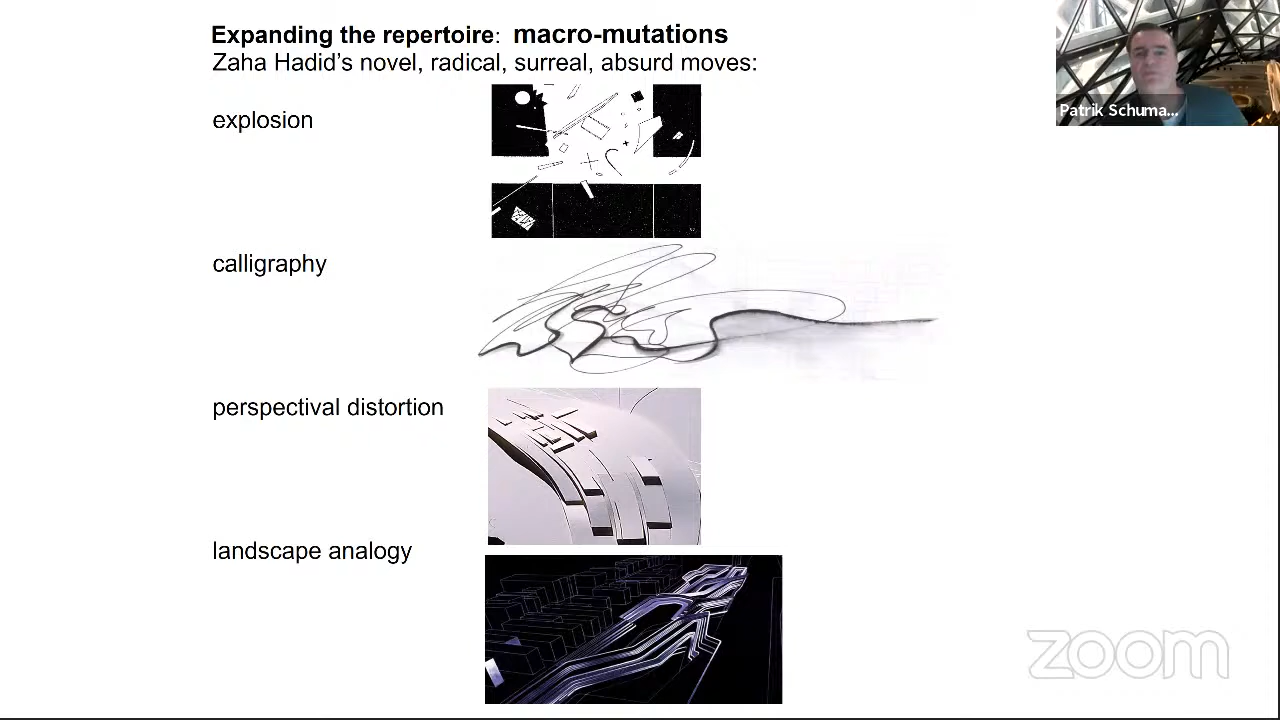 Expanding the repertoire: macro-mutations
Zaha Hadid's novel, radical, surreal, absurd moves:
explosion
calligraphy
perspectival distortion
landscape analogy
Patrik Schuma...
zoom